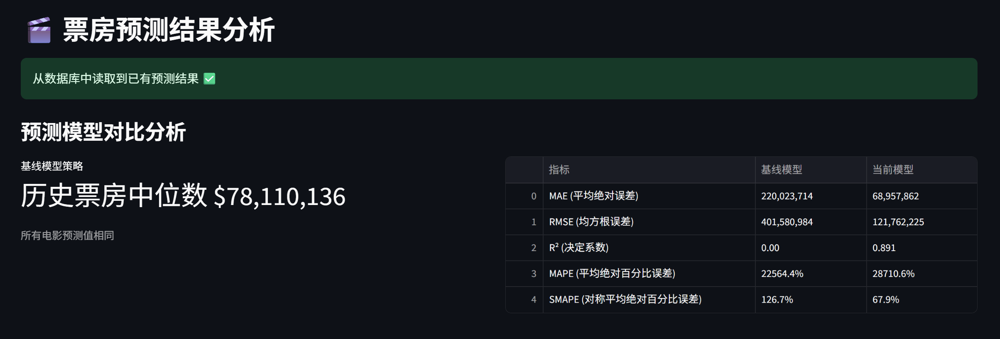 🎬 票房预测结果分析
从数据库中读取到已有预测结果 ✅
预测模型对比分析
基线模型策略
历史票房中位数 $78,110,136
所有电影预测值相同
指标 基线模型 当前模型
0 MAE (平均绝对误差) 220,023,714 68,957,862
1 RMSE (均方根误差) 401,580,984 121,762,225
2 R² (决定系数) 0.00 0.891
3 MAPE (平均绝对百分比误差) 22564.4% 28710.6%
4 SMAPE (对称平均绝对百分比误差) 126.7% 67.9%